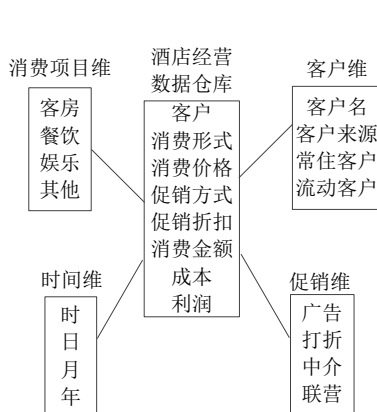 消费项目维
客房
餐饮
娱乐
其他
酒店经营
数据仓库
客户
消费形式
消费价格
促销方式
促销折扣
消费金额
成本
利润
客户维
客户名
客户来源
常住客户
流动客户
时间维
时
日
月
年
促销维
广告
打折
中介
联营